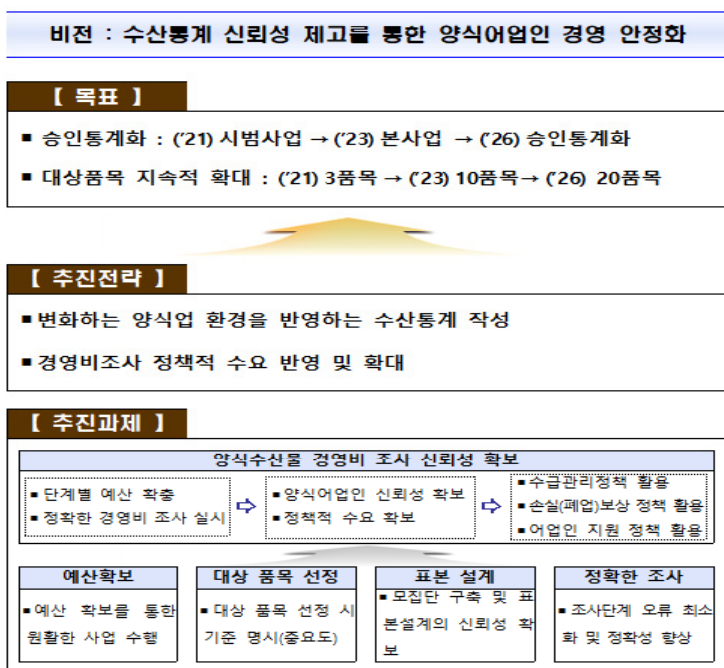 비전 : 수산통계 신뢰성 제고를 통한 양식어업인 경영 안정화
【 목표 】
▪ 승인통계화 : ('21) 시범사업 → ('23) 본사업 → ('26) 승인통계화
▪ 대상품목 지속적 확대 : ('21) 3품목 → ('23) 10품목→ ('26) 20품목
【 추진전략 】
▪변화하는 양식업 환경을 반영하는 수산통계 작성
▪경영비조사 정책적 수요 반영 및 확대
【 추진과제 】
양식수산물 경영비 조사 신뢰성 확보
▪ 단계별 예산 확충
▪ 정확한 경영비 조사 실시
⇨
▪양식어업인 신뢰성 확보
▪정책적 수요 확보
⇨
▪수급관리정책 활용
▪손실(폐업)보상 정책 활용
▪어업인 지원 정책 활용
예산확보
▪예산 확보를 통한
원활한 사업 수행
대상 품목 선정
▪대상 품목 선정 시
기준 명시(중요도)
표본 설계
▪모집단 구축 및 표
본설계의 신뢰성 확
보
정확한 조사
▪조사단계 오류 최소
화 및 정확성 향상